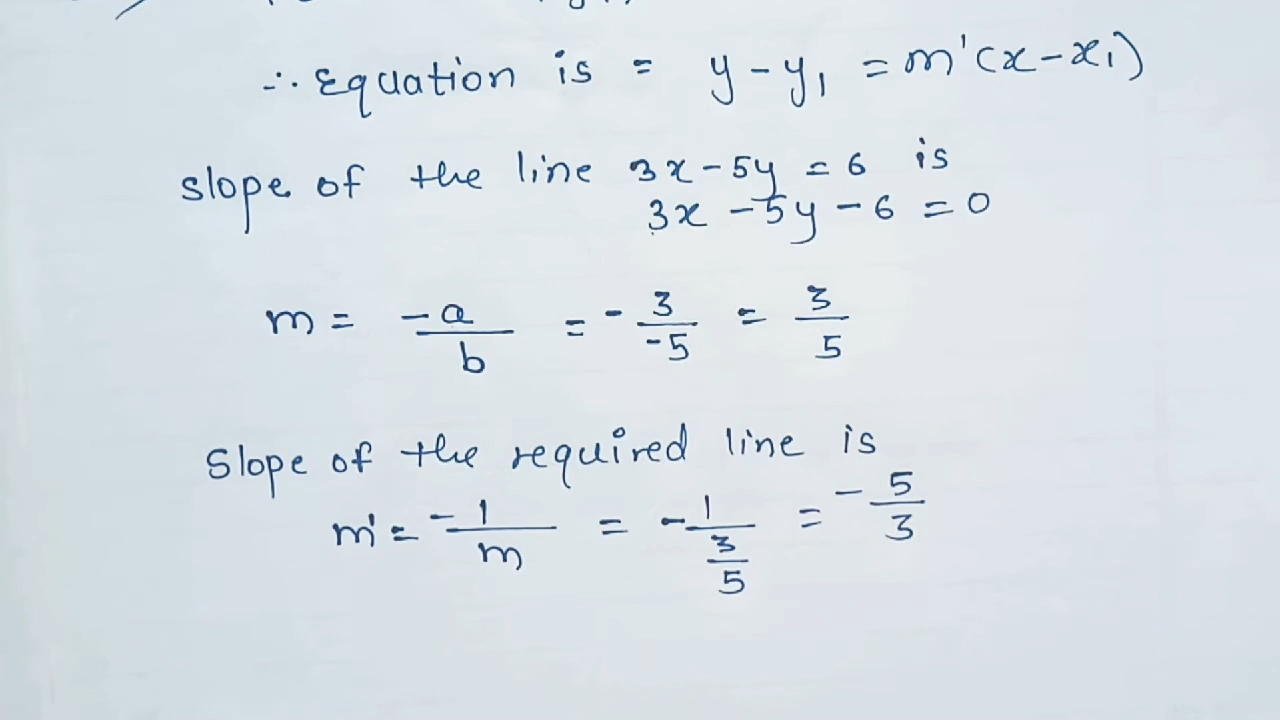 ∴ Equation is = y - y₁ = m'(x - x₁)
slope of the line 3x - 5y = 6 is
3x - 5y - 6 = 0
m = -a/b = - 3/-5 = 3/5
Slope of the required line is
m' = -1/m = -1/(3/5) = -5/3